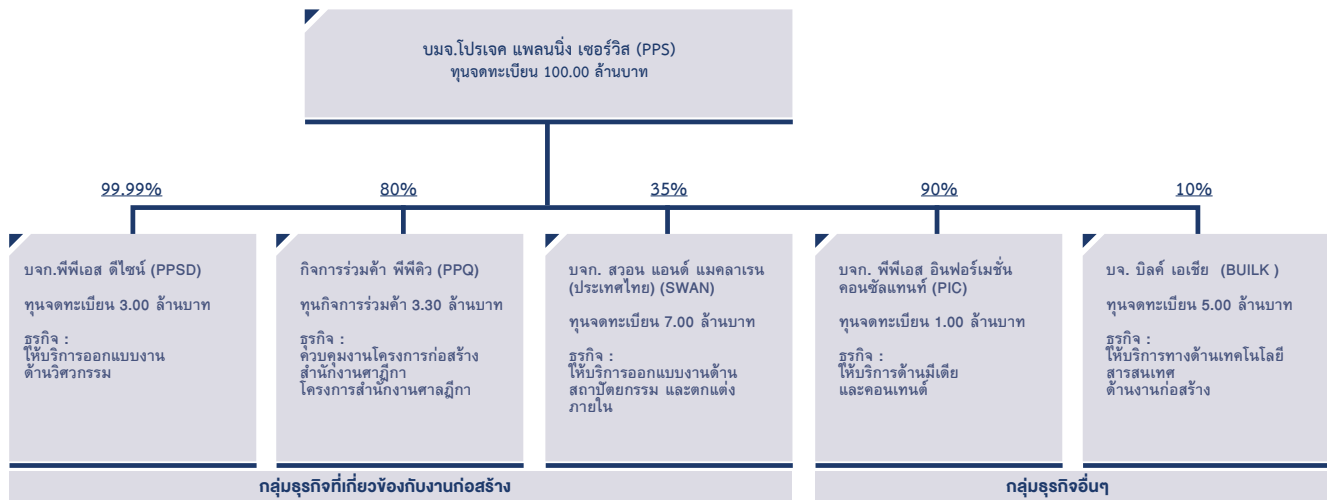 บมจ.โปรเจค แพลนนิ่ง เซอร์วิส (PPS)
ทุนจดทะเบียน 100.00 ล้านบาท
99.99%
80%
35%
90%
10%
บจก.พีพีเอส ดีไซน์ (PPSD)
ทุนจดทะเบียน 3.00 ล้านบาท
ธุรกิจ :
ให้บริการออกแบบงาน
ด้านวิศวกรรม
กิจการร่วมค้า พีพีคิว (PPQ)
ทุนกิจการร่วมค้า 3.30 ล้านบาท
ธุรกิจ :
ควบคุมงานโครงการก่อสร้าง
สำนักงานศาฎีกา
โครงการสำนักงานศาลฎีกา
บจก. สวอน แอนด์ แมคลาเรน
(ประเทศไทย) (SWAN)
ทุนจดทะเบียน 7.00 ล้านบาท
ธุรกิจ :
ให้บริการออกแบบงานด้าน
สถาปัตยกรรม และตกแต่ง
ภายใน
บจก. พีพีเอส อินฟอร์เมชั่น
คอนซัลแทนท์ (PIC)
ทุนจดทะเบียน 1.00 ล้านบาท
ธุรกิจ :
ให้บริการด้านมีเดีย
และคอนเทนต์
บจ. บิลค์ เอเชีย (BUILK )
ทุนจดทะเบียน 5.00 ล้านบาท
ธุรกิจ :
ให้บริการทางด้านเทคโนโลยี
สารสนเทศ
ด้านงานก่อสร้าง
กลุ่มธุรกิจที่เกี่ยวข้องกับงานก่อสร้าง
กลุ่มธุรกิจอื่นๆ